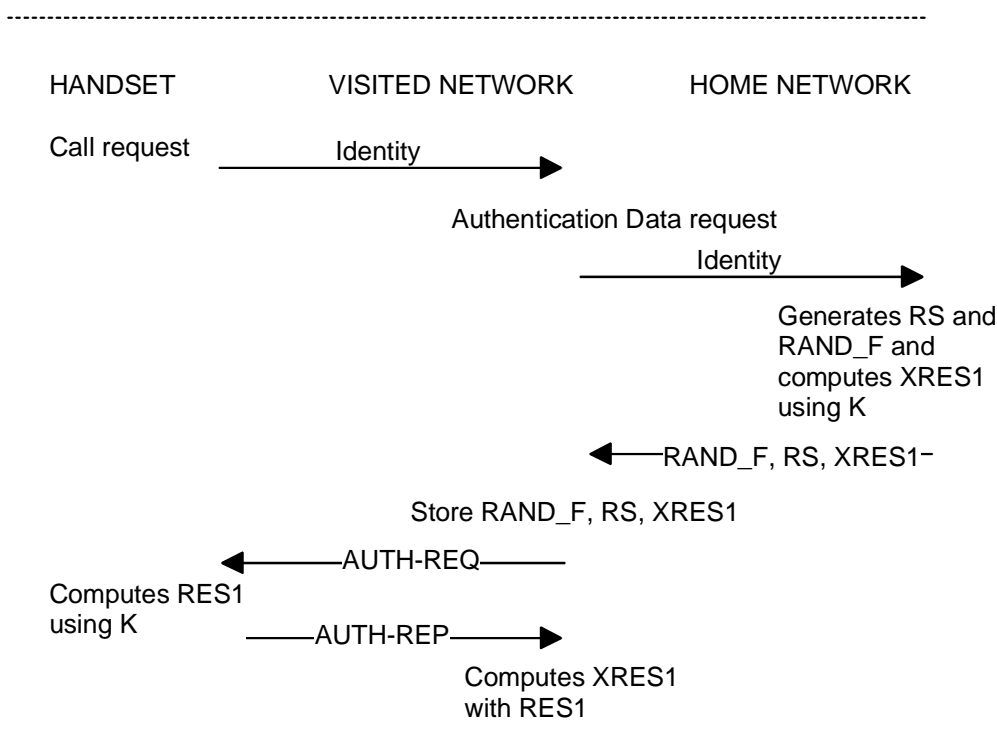 HANDSET VISITED NETWORK HOME NETWORK
Call request Identity
Authentication Data request
Identity
Generates RS and
RAND_F and
computes XRES1
using K
RAND_F, RS, XRES1
Store RAND_F, RS, XRES1
AUTH-REQ
Computes RES1
using K
AUTH-REP
Computes XRES1
with RES1